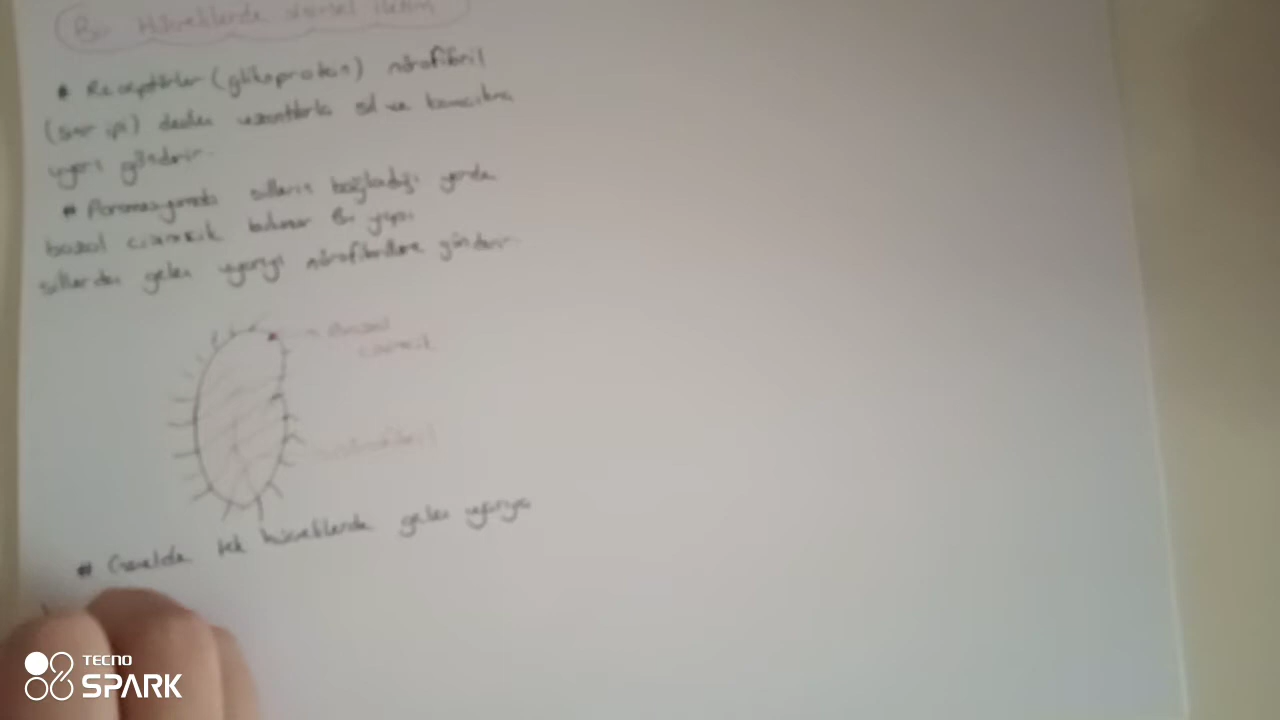 Bir Hücrelilerde sinirsel iletim
* Reseptörler (glikoprotein) nörofibril
(sinir ipi) denilen uzantılarla sil ve kamçılara
uyarı gönderir.
* Paramesyumda sillerin bağlandığı yerde
bazal cisimcik bulunur Bu yapı
sillerden gelen uyarıyı nörofibrillere gönderir.
Bazal
cisimcik
nörofibril
* Genelde tek hücrelilerde gelen uyarıya
TECNO
SPARK